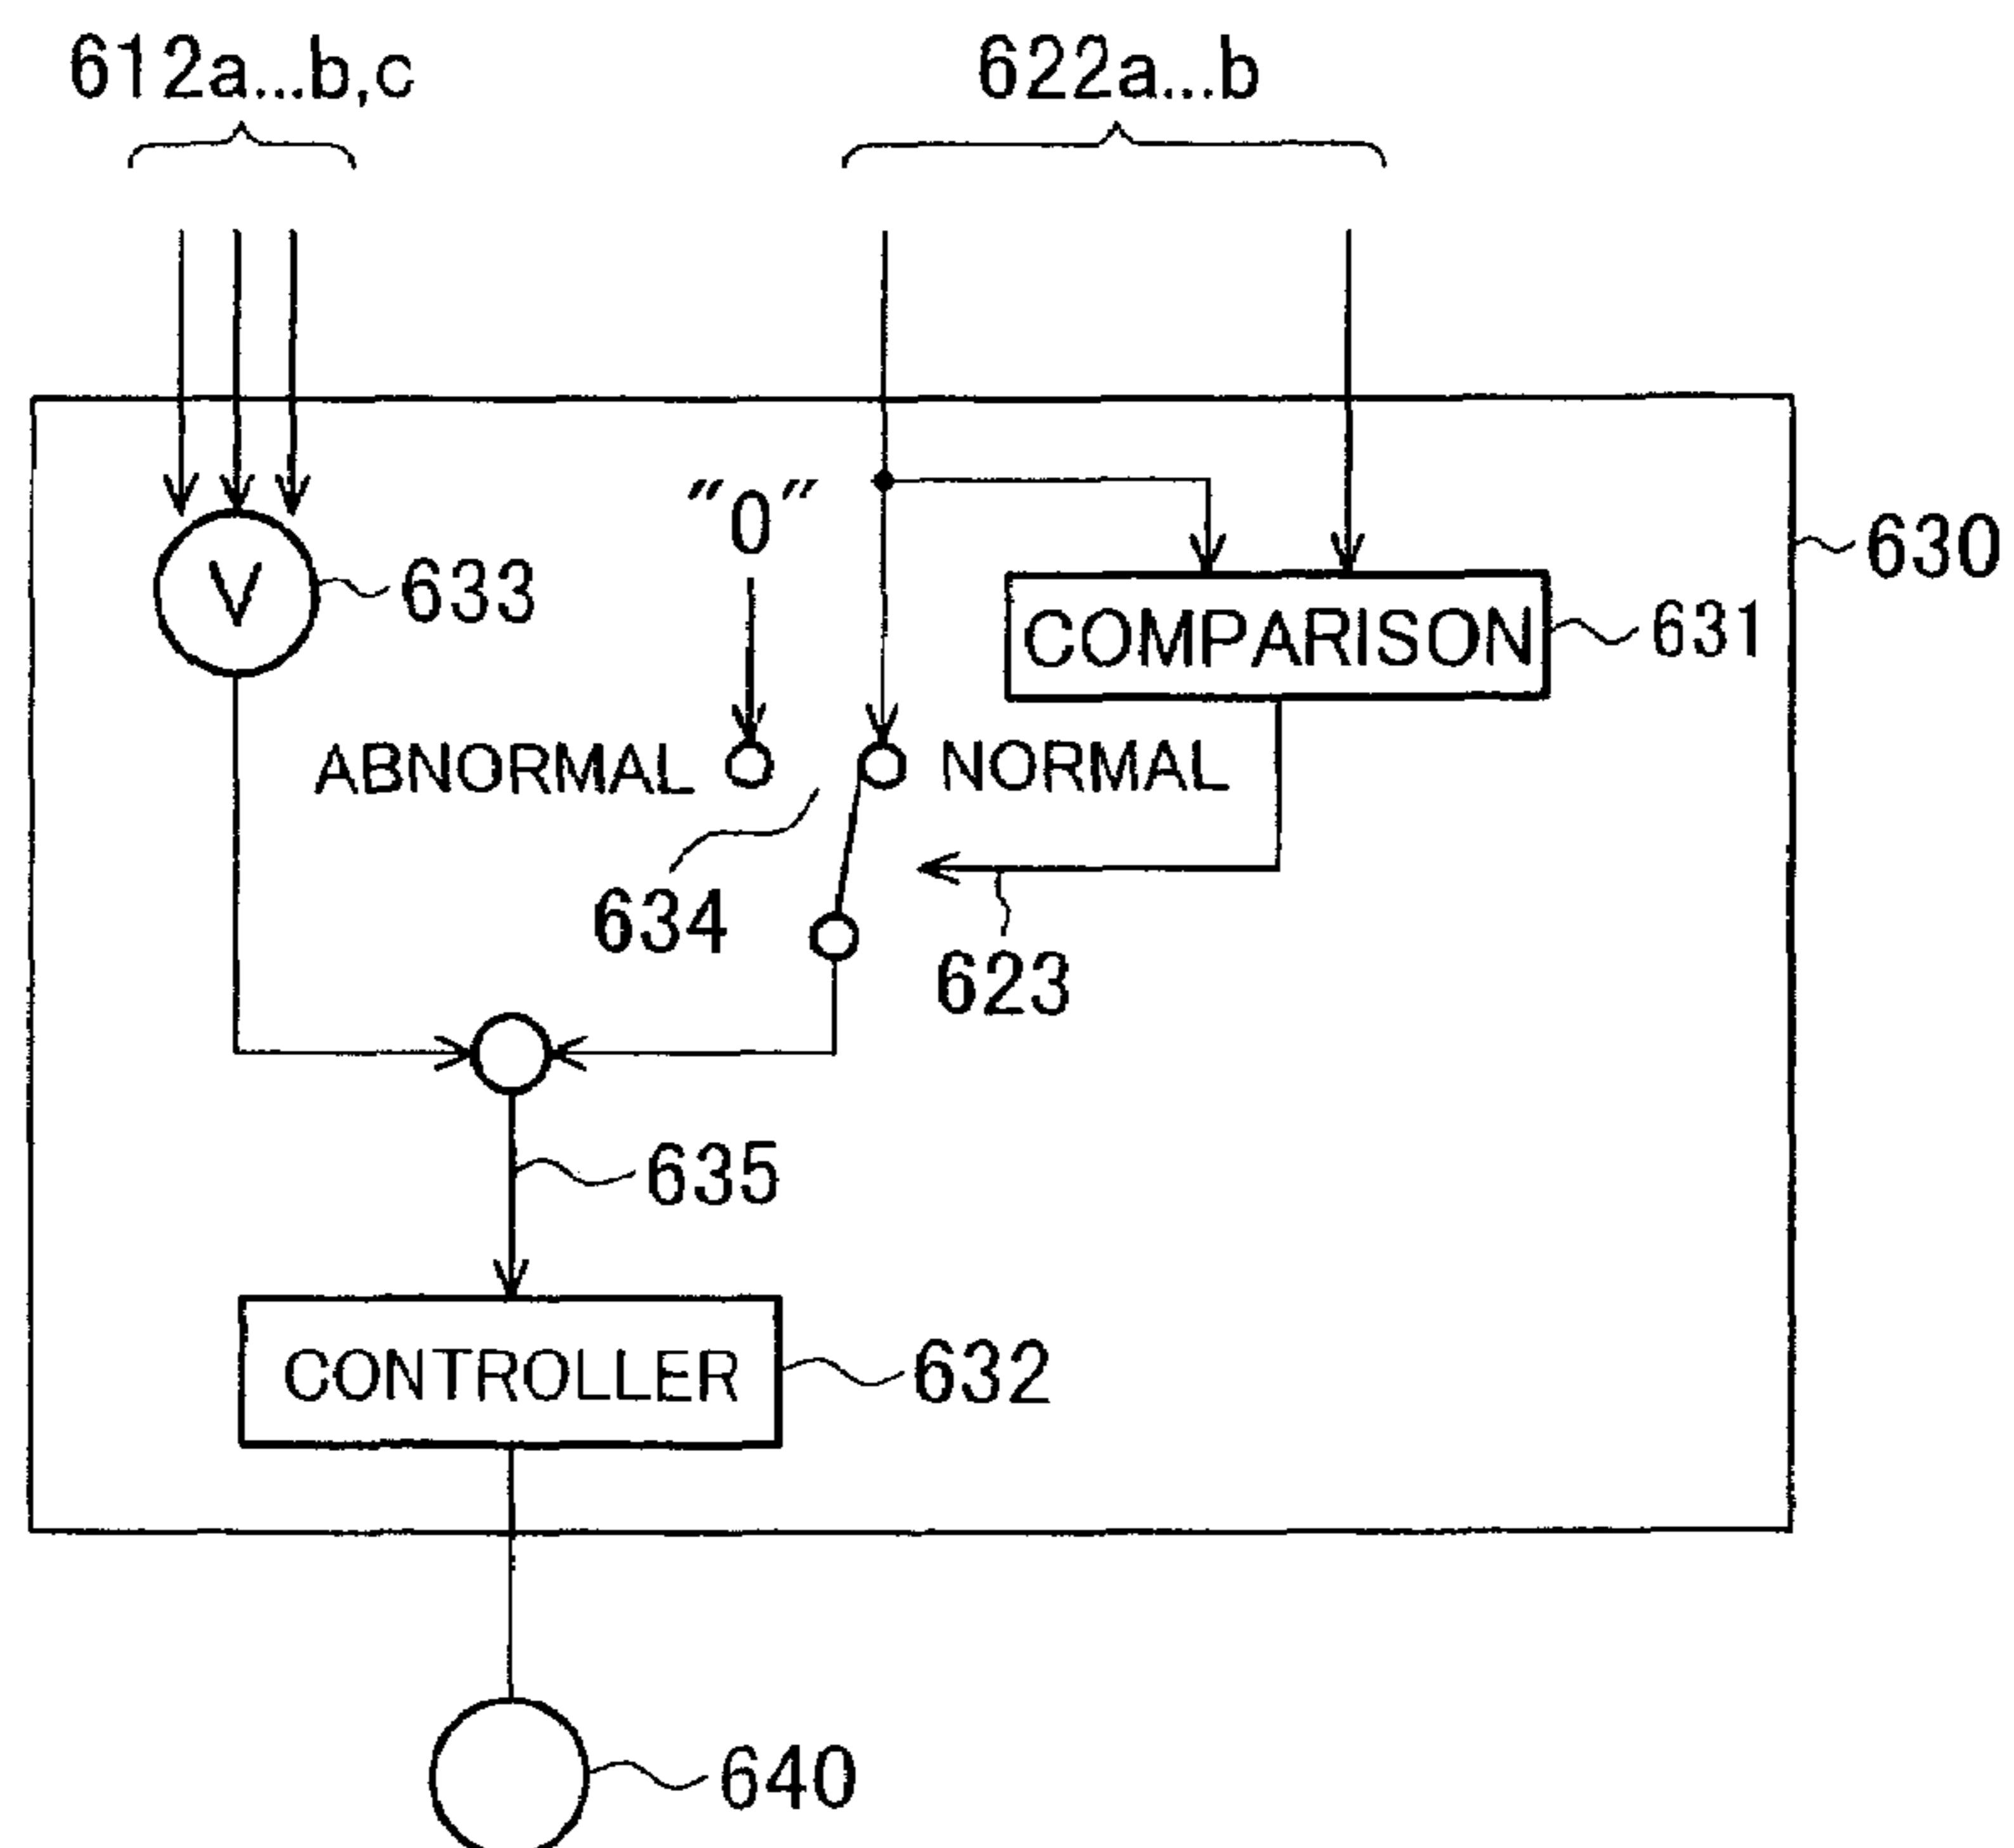 612a...b,c
622a...b
"0"
630
V
633
COMPARISON
631
ABNORMAL
NORMAL
634
623
635
CONTROLLER
632
640